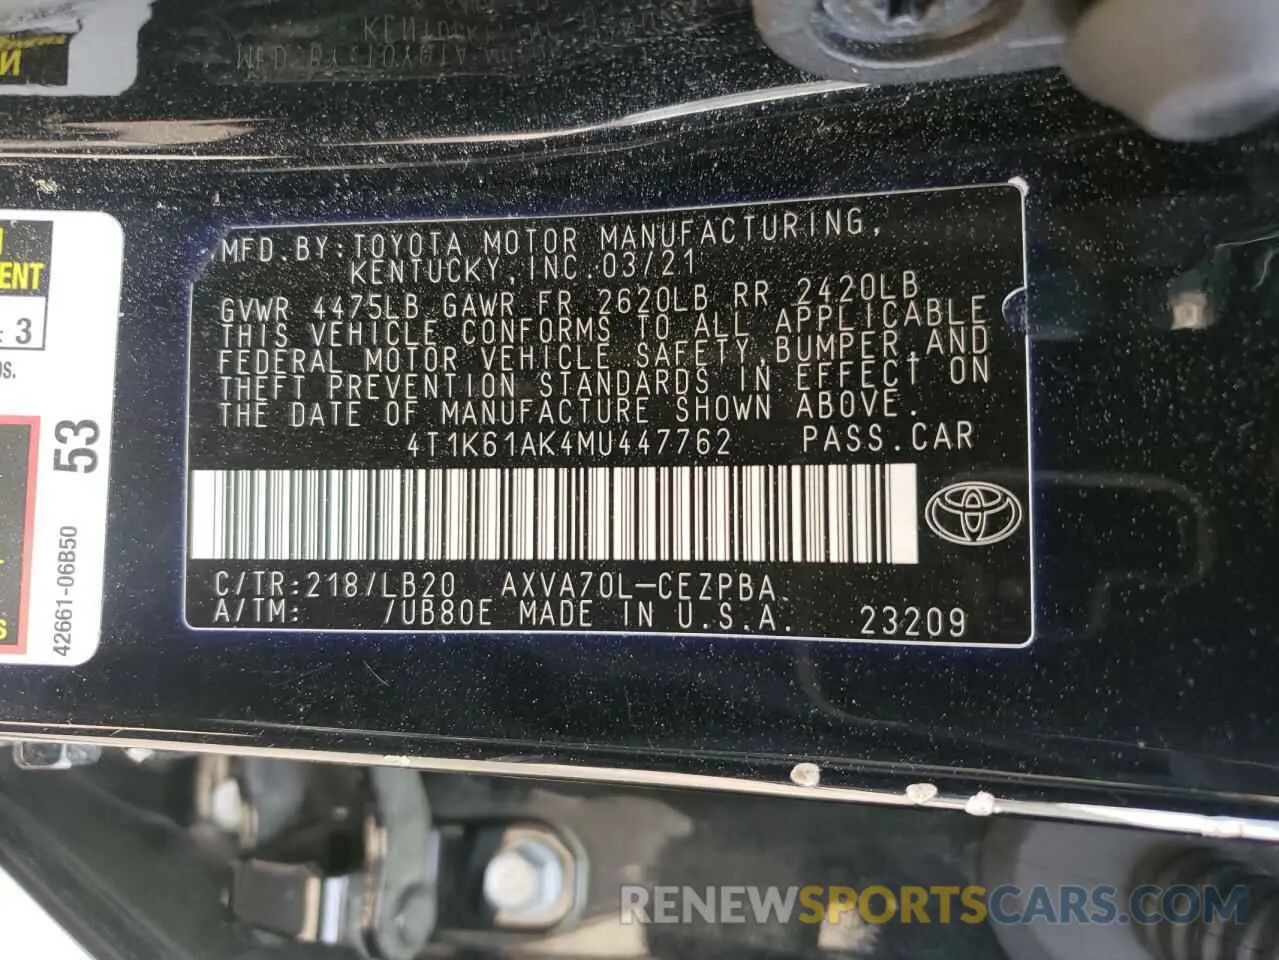 MFD.BY:TOYOTA MOTOR MANUFACTURING,
KENTUCKY,INC.03/21
GVWR 4475LB GAWR FR 2620LB RR 2420LB
THIS VEHICLE CONFORMS TO ALL APPLICABLE
FEDERAL MOTOR VEHICLE SAFETY,BUMPER,AND
THEFT PREVENTION STANDARDS IN EFFECT ON
THE DATE OF MANUFACTURE SHOWN ABOVE.
4T1K61AK4MU447762 PASS.CAR
C/TR:218/LB20 AXVA70L-CEZPBA
A/TM: /UB80E MADE IN U.S.A. 23209
ENT
3
53
42661-06B50
RENEWSPORTSCARS.COM